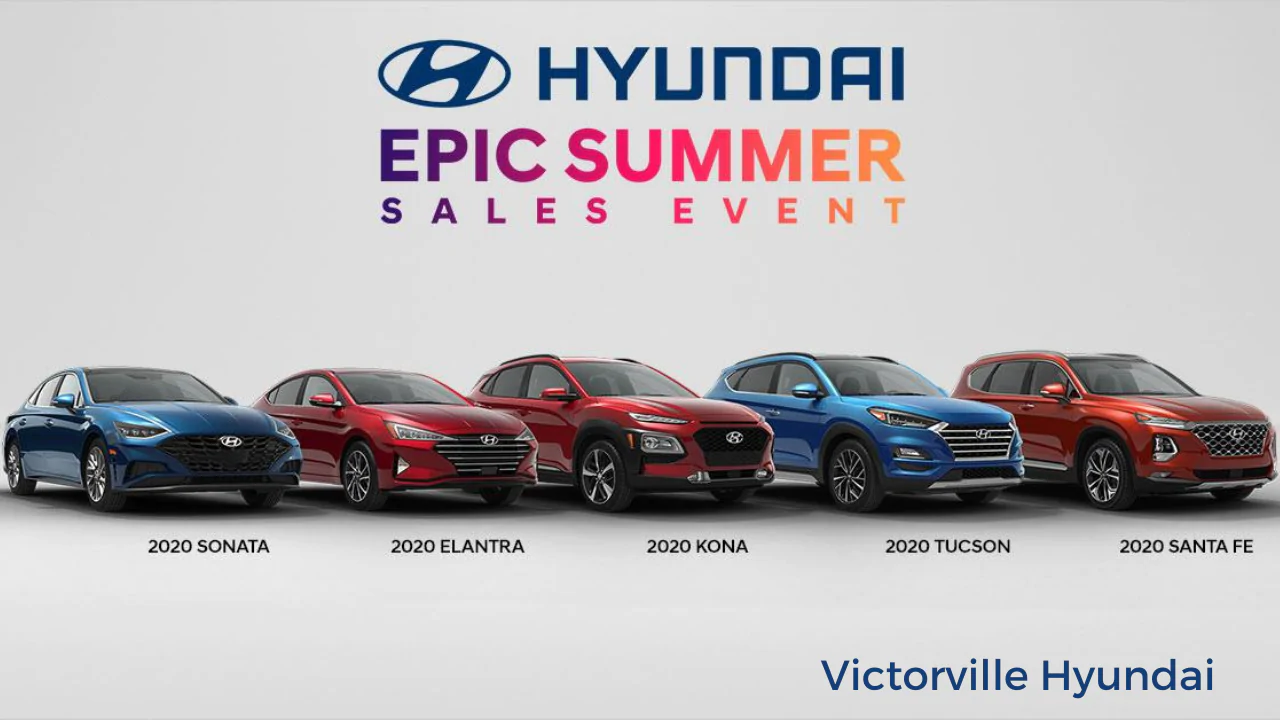 HYUNDAI
EPIC SUMMER
SALES EVENT
2020 SONATA
2020 ELANTRA
2020 KONA
2020 TUCSON
2020 SANTA FE
Victorville Hyundai